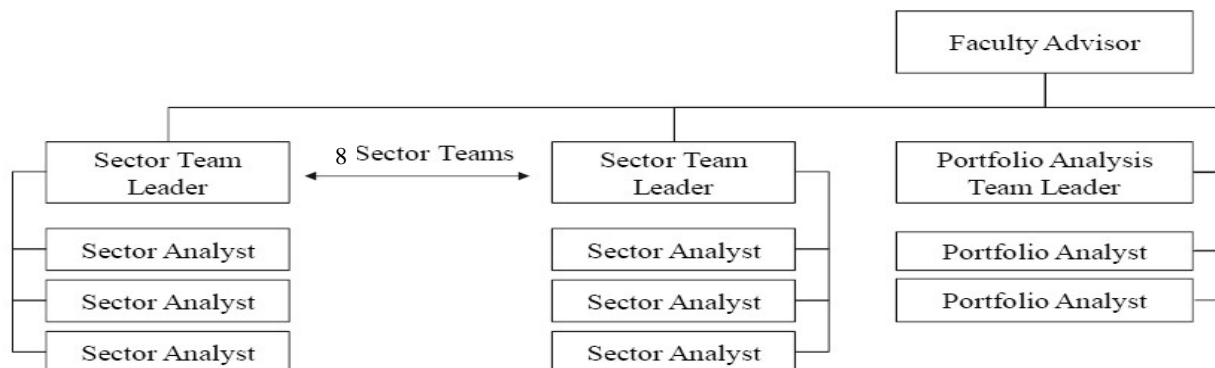 Faculty Advisor
Sector Team
Leader
8 Sector Teams
Sector Team
Leader
Portfolio Analysis
Team Leader
Sector Analyst
Sector Analyst
Portfolio Analyst
Sector Analyst
Sector Analyst
Portfolio Analyst
Sector Analyst
Sector Analyst